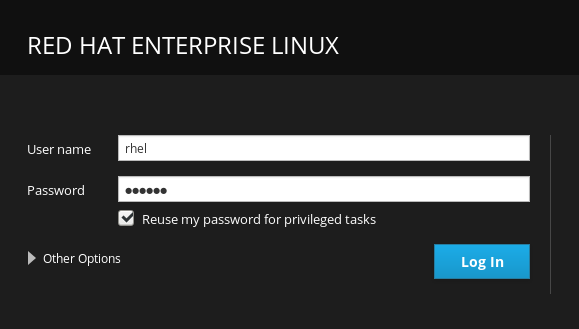 RED HAT ENTERPRISE LINUX
User name rhel
Password ●●●●●●
Reuse my password for privileged tasks
Other Options
Log In